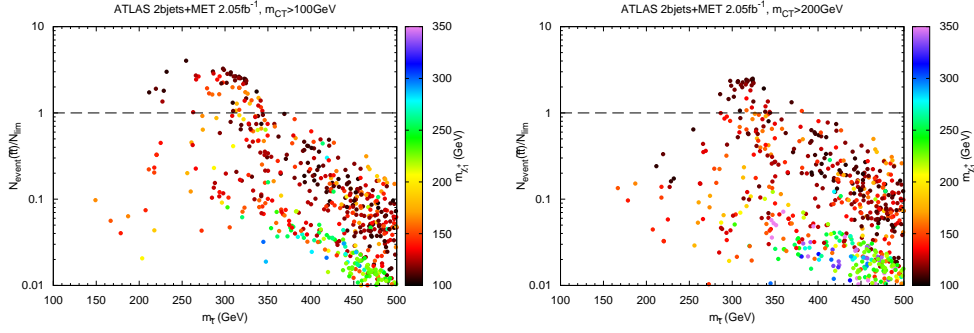 ATLAS 2bjets+MET 2.05fb⁻¹, m_CT>100GeV
N_event(t̃t̃)/N_lim
10
1
0.1
0.01
100 150 200 250 300 350 400 450 500
m_t̃ (GeV)
350
300
250
200
150
100
m_χ̃₁⁺ (GeV)
ATLAS 2bjets+MET 2.05fb⁻¹, m_CT>200GeV
N_event(t̃t̃)/N_lim
10
1
0.1
0.01
100 150 200 250 300 350 400 450 500
m_t̃ (GeV)
350
300
250
200
150
100
m_χ̃₁⁺ (GeV)